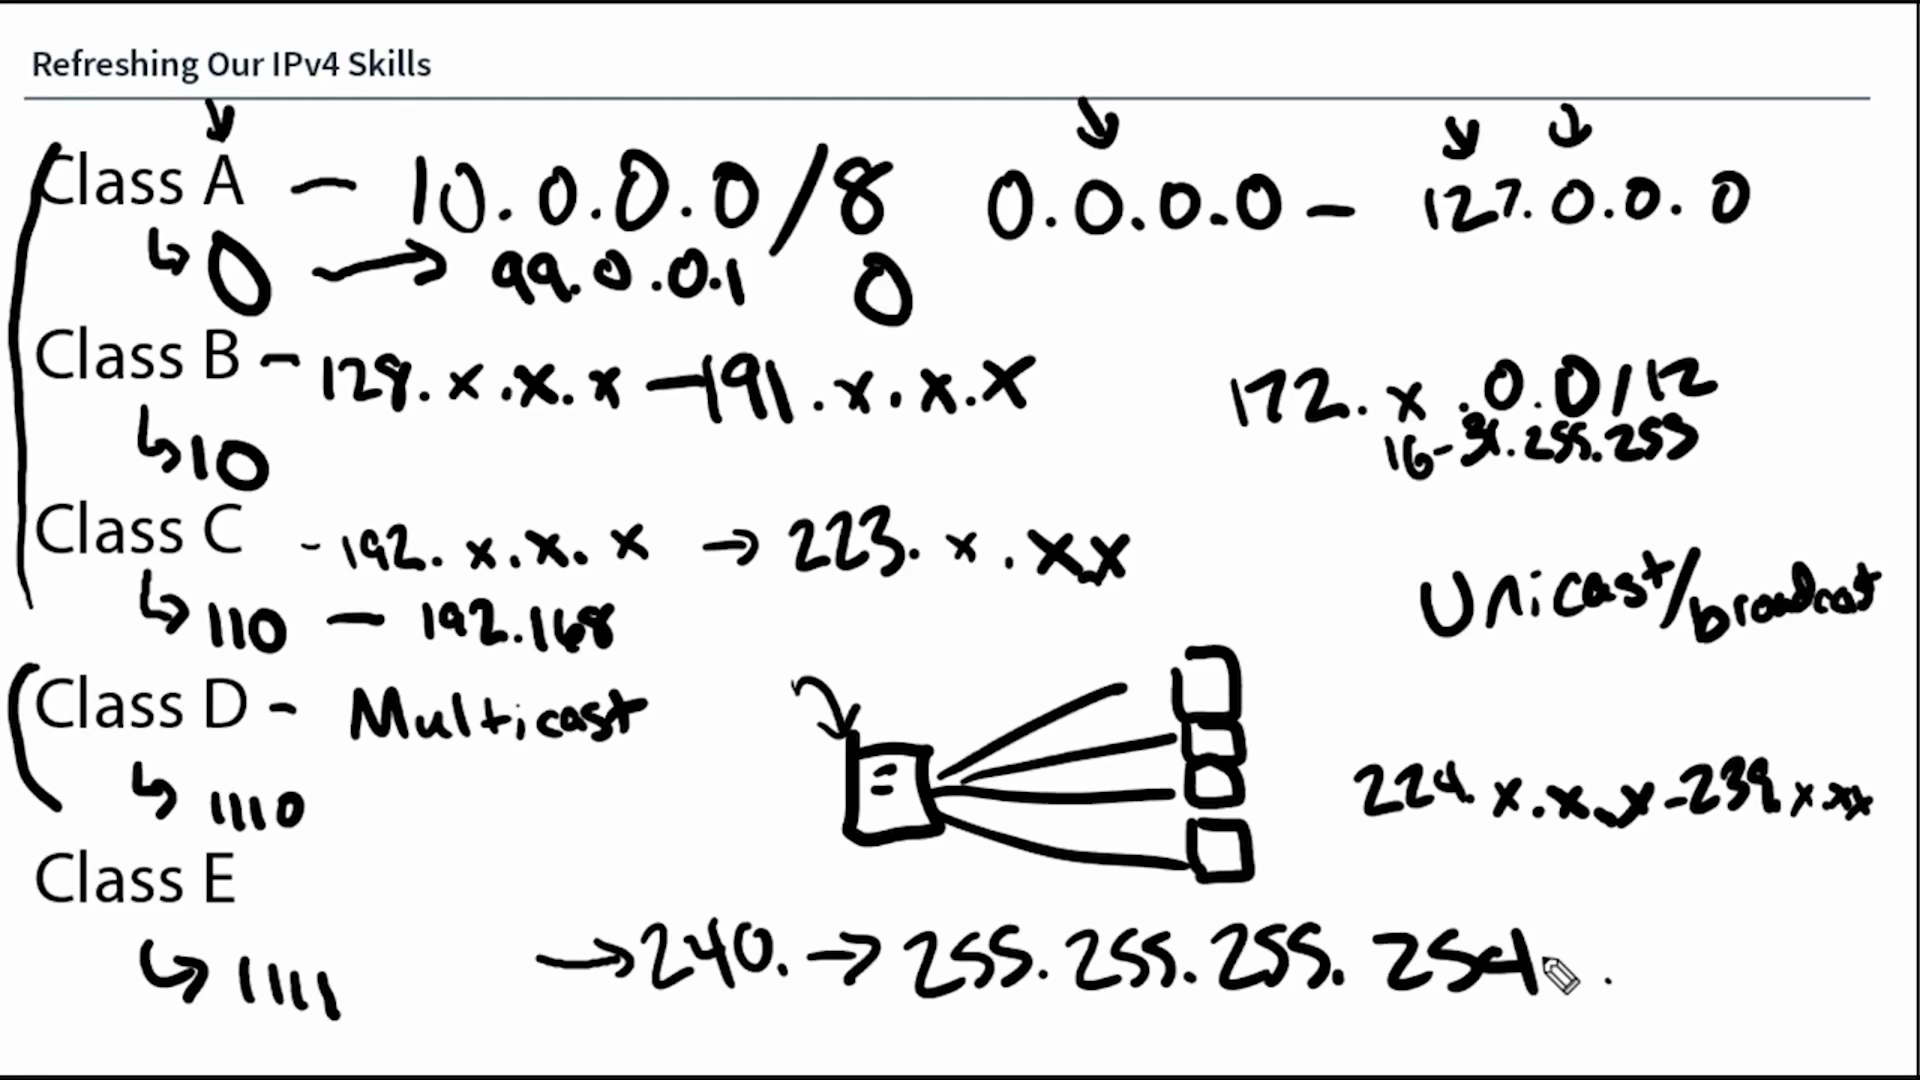 Refreshing Our IPv4 Skills
Class A - 10.0.0.0/8 0.0.0.0 - 127.0.0.0
0 → 99.0.0.1 0
Class B - 128.x.x.x - 191.x.x.x 172.x.0.0/12
10 16-31.255.255
Class C - 192.x.x.x → 223.x.x.x
110 - 192.168 Unicast/broadcast
Class D - Multicast
1110 224.x.x.x-239.x.x.x
Class E
1111 → 240. → 255.255.255.254